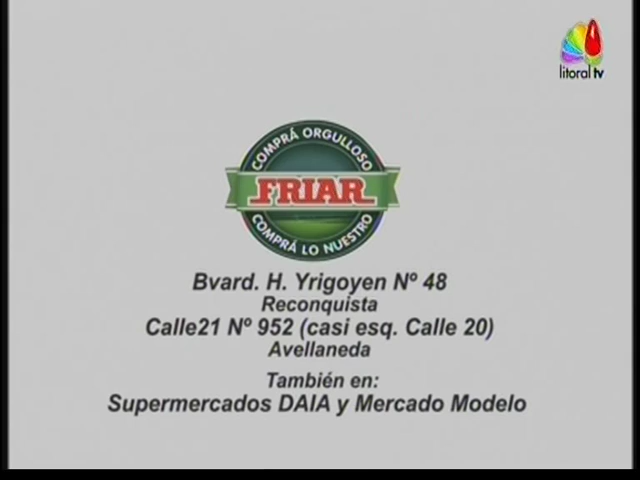 litoral tv
COMPRÁ ORGULLOSO
FRIAR
COMPRÁ LO NUESTRO
Bvard. H. Yrigoyen Nº 48
Reconquista
Calle21 Nº 952 (casi esq. Calle 20)
Avellaneda
También en:
Supermercados DAIA y Mercado Modelo